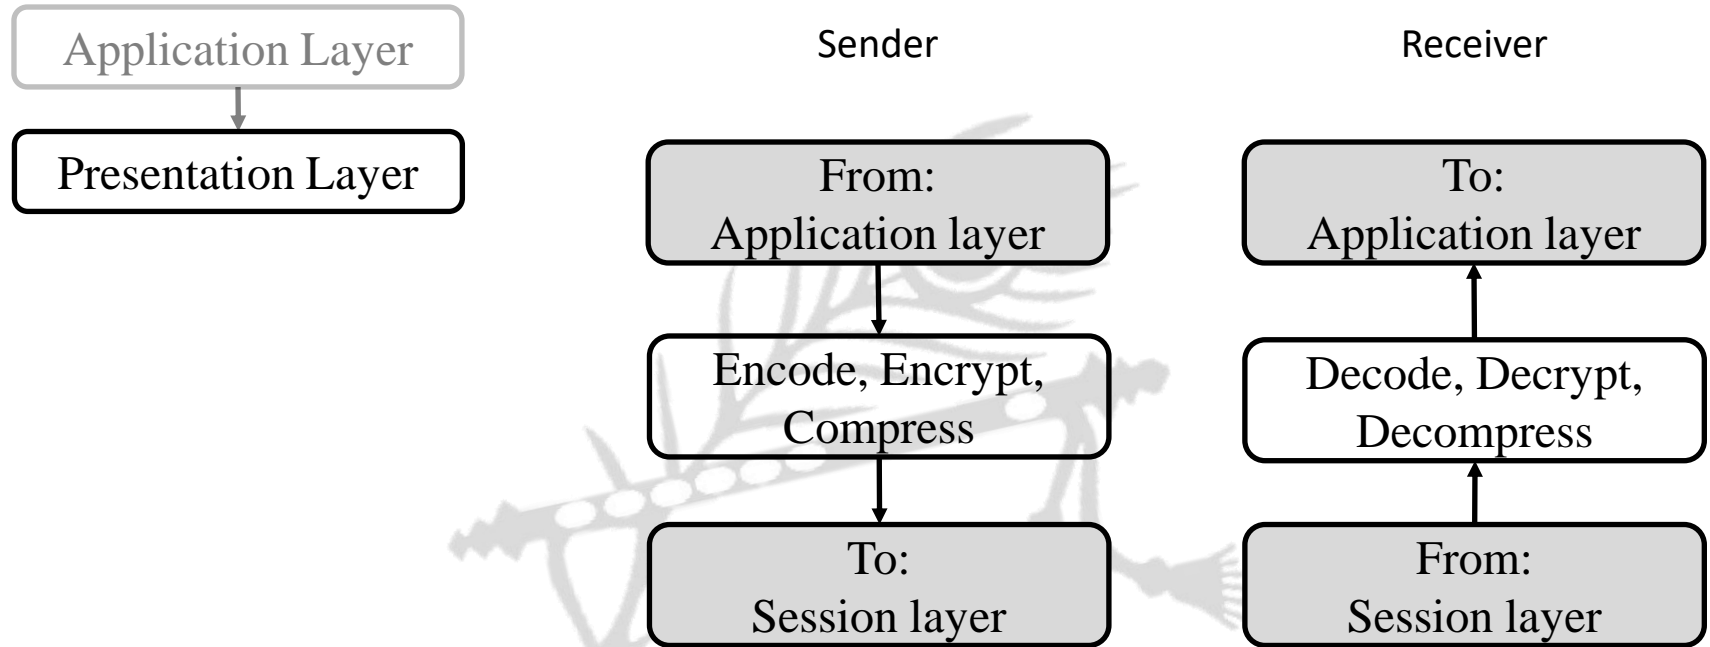 Application Layer
Presentation Layer
Sender
From:
Application layer
Encode, Encrypt,
Compress
To:
Session layer
Receiver
To:
Application layer
Decode, Decrypt,
Decompress
From:
Session layer